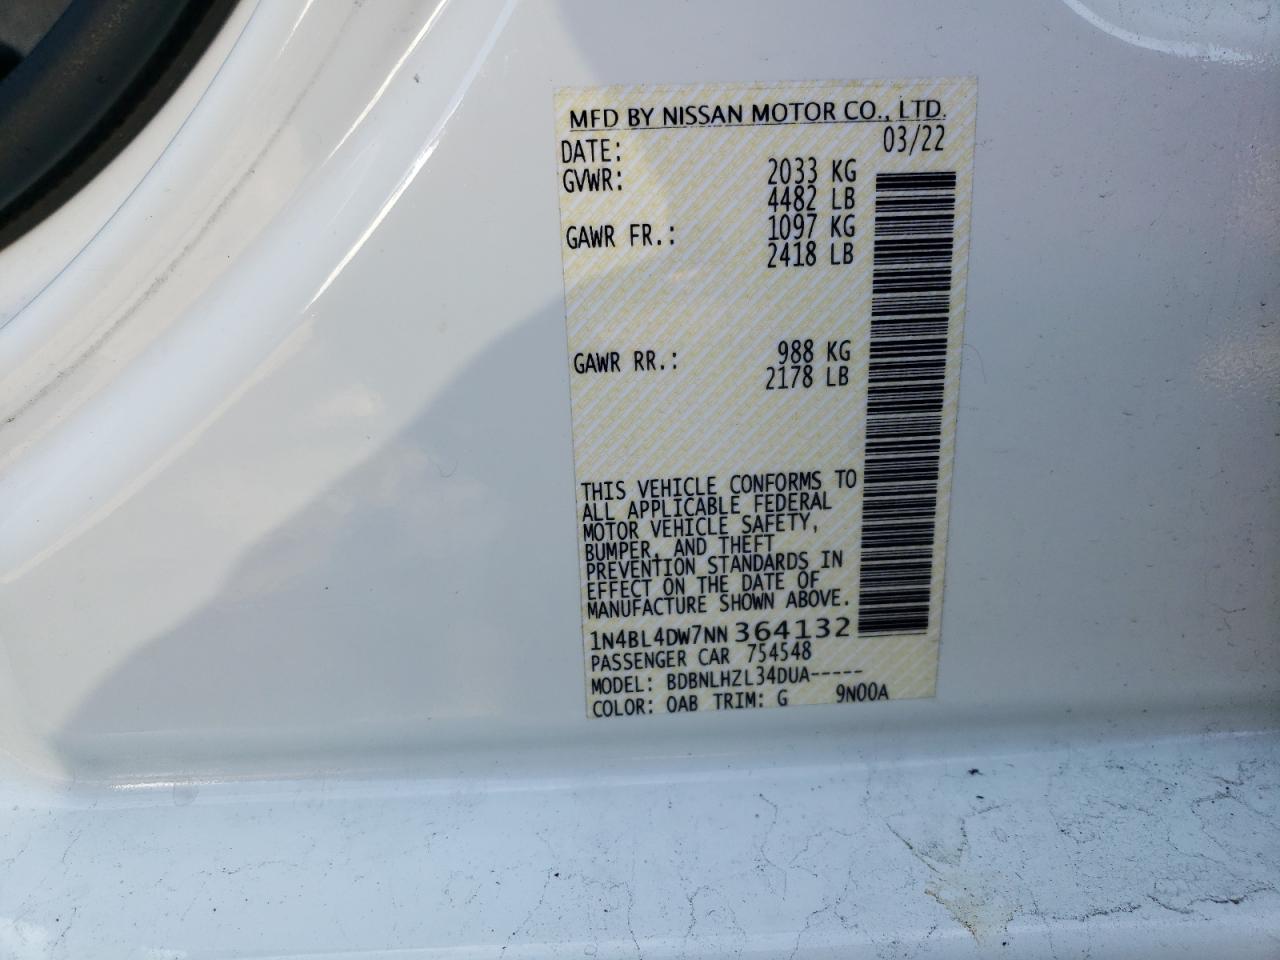 MFD BY NISSAN MOTOR CO., LTD.
DATE: 03/22
GVWR: 2033 KG
4482 LB
GAWR FR.: 1097 KG
2418 LB
GAWR RR.: 988 KG
2178 LB
THIS VEHICLE CONFORMS TO
ALL APPLICABLE FEDERAL
MOTOR VEHICLE SAFETY,
BUMPER, AND THEFT
PREVENTION STANDARDS IN
EFFECT ON THE DATE OF
MANUFACTURE SHOWN ABOVE.
1N4BL4DW7NN364132
PASSENGER CAR 754548
MODEL: BDBNLHZL34DUA-----
COLOR: QAB TRIM: G 9N00A